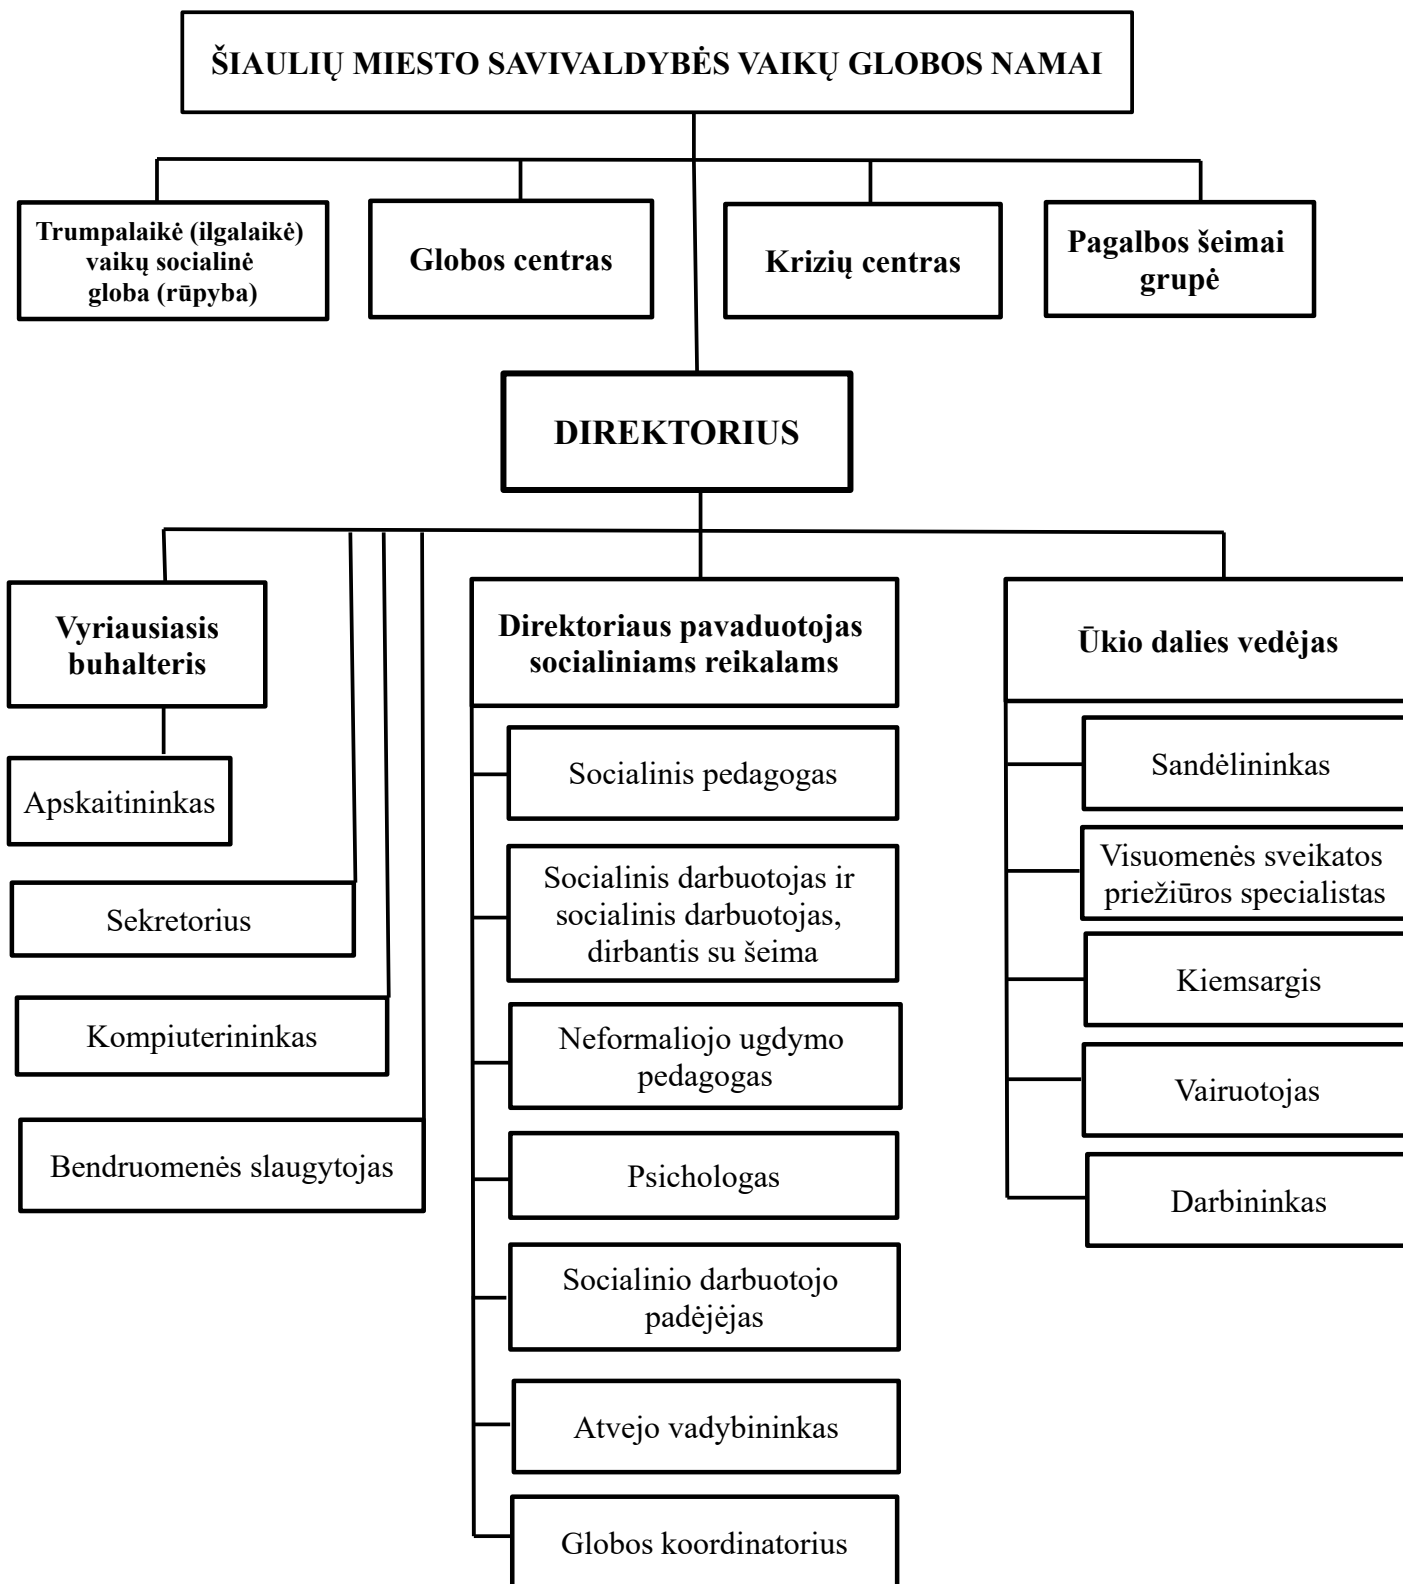 ŠIAULIŲ MIESTO SAVIVALDYBĖS VAIKŲ GLOBOS NAMAI
Trumpalaikė (ilgalaikė)
vaikų socialinė
globa (rūpyba)
Globos centras
Krizių centras
Pagalbos šeimai
grupė
DIREKTORIUS
Vyriausiasis
buhalteris
Apskaitininkas
Sekretorius
Kompiuterininkas
Bendruomenės slaugytojas
Direktoriaus pavaduotojas
socialiniams reikalams
Socialinis pedagogas
Socialinis darbuotojas ir
socialinis darbuotojas,
dirbantis su šeima
Neformaliojo ugdymo
pedagogas
Psichologas
Socialinio darbuotojo
padėjėjas
Atvejo vadybininkas
Globos koordinatorius
Ūkio dalies vedėjas
Sandėlininkas
Visuomenės sveikatos
priežiūros specialistas
Kiemsargis
Vairuotojas
Darbininkas